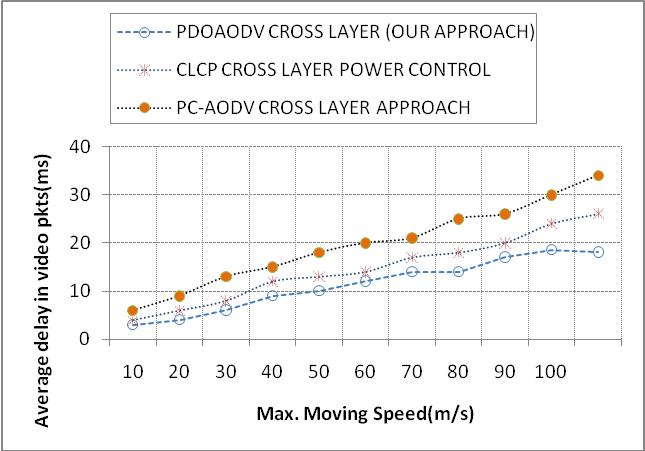 PDOAODV CROSS LAYER (OUR APPROACH)
CLCP CROSS LAYER POWER CONTROL
PC-AODV CROSS LAYER APPROACH
Average delay in video pkts(ms)
40
30
20
10
0
10 20 30 40 50 60 70 80 90 100
Max. Moving Speed(m/s)